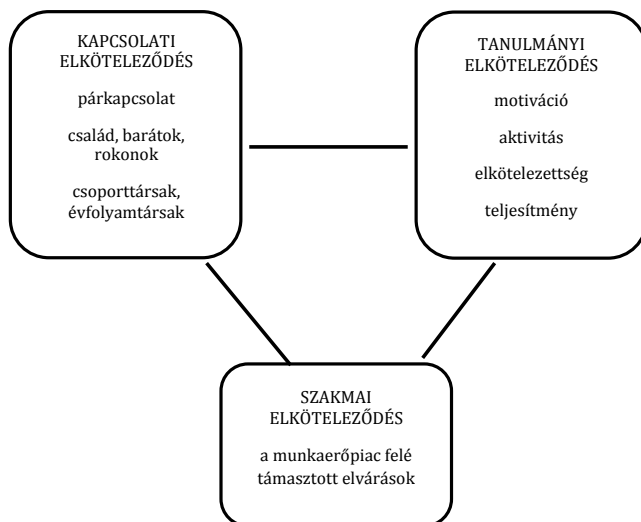 KAPCSOLATI
ELKÖTELEZŐDÉS
párkapcsolat
család, barátok,
rokonok
csoporttársak,
évfolyamtársak
TANULMÁNYI
ELKÖTELEZŐDÉS
motiváció
aktivitás
elkötelezettség
teljesítmény
SZAKMAI
ELKÖTELEZŐDÉS
a munkaerőpiac felé
támasztott elvárások